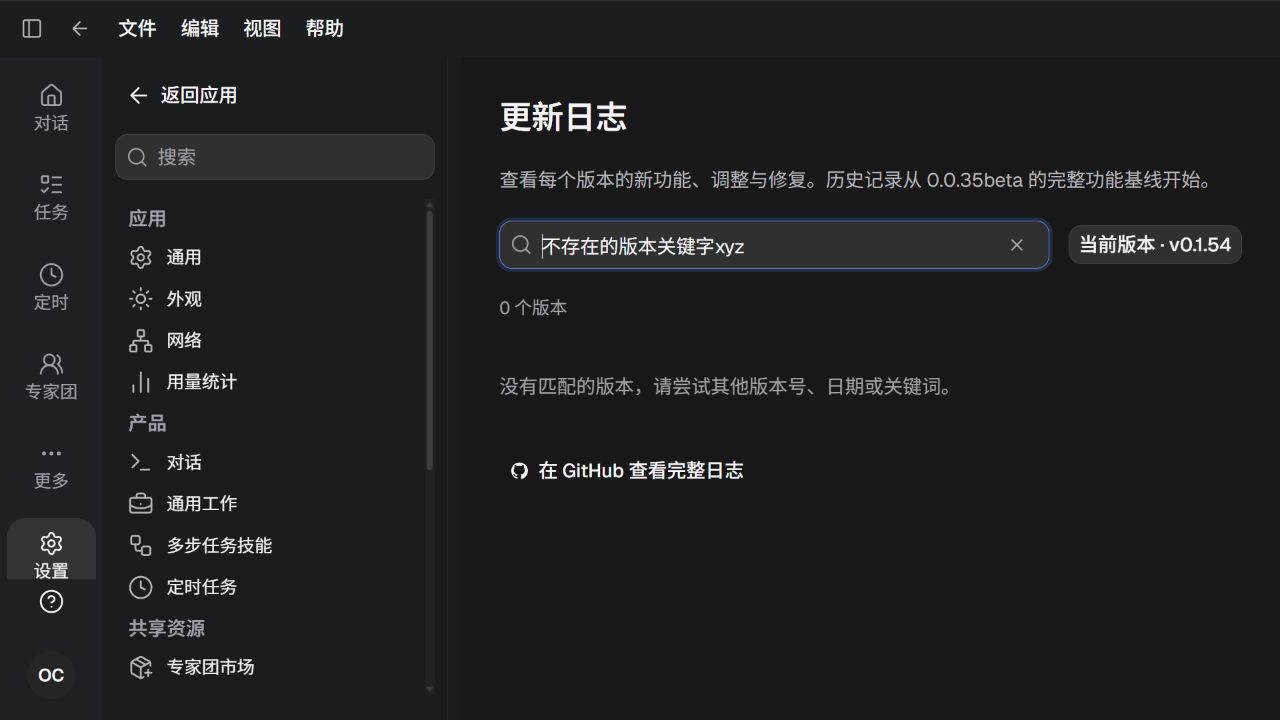 文件 编辑 视图 帮助
对话
任务
定时
专家团
更多
设置
OC
返回应用
搜索
应用
通用
外观
网络
用量统计
产品
对话
通用工作
多步任务技能
定时任务
共享资源
专家团市场
更新日志
查看每个版本的新功能、调整与修复。历史记录从 0.0.35beta 的完整功能基线开始。
不存在的版本关键字xyz
当前版本 · v0.1.54
0 个版本
没有匹配的版本，请尝试其他版本号、日期或关键词。
在 GitHub 查看完整日志